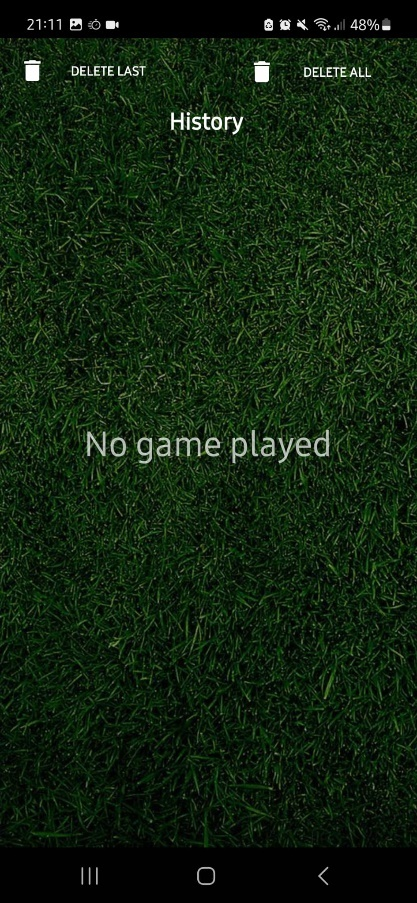 21:11 48%
DELETE LAST DELETE ALL
History
No game played